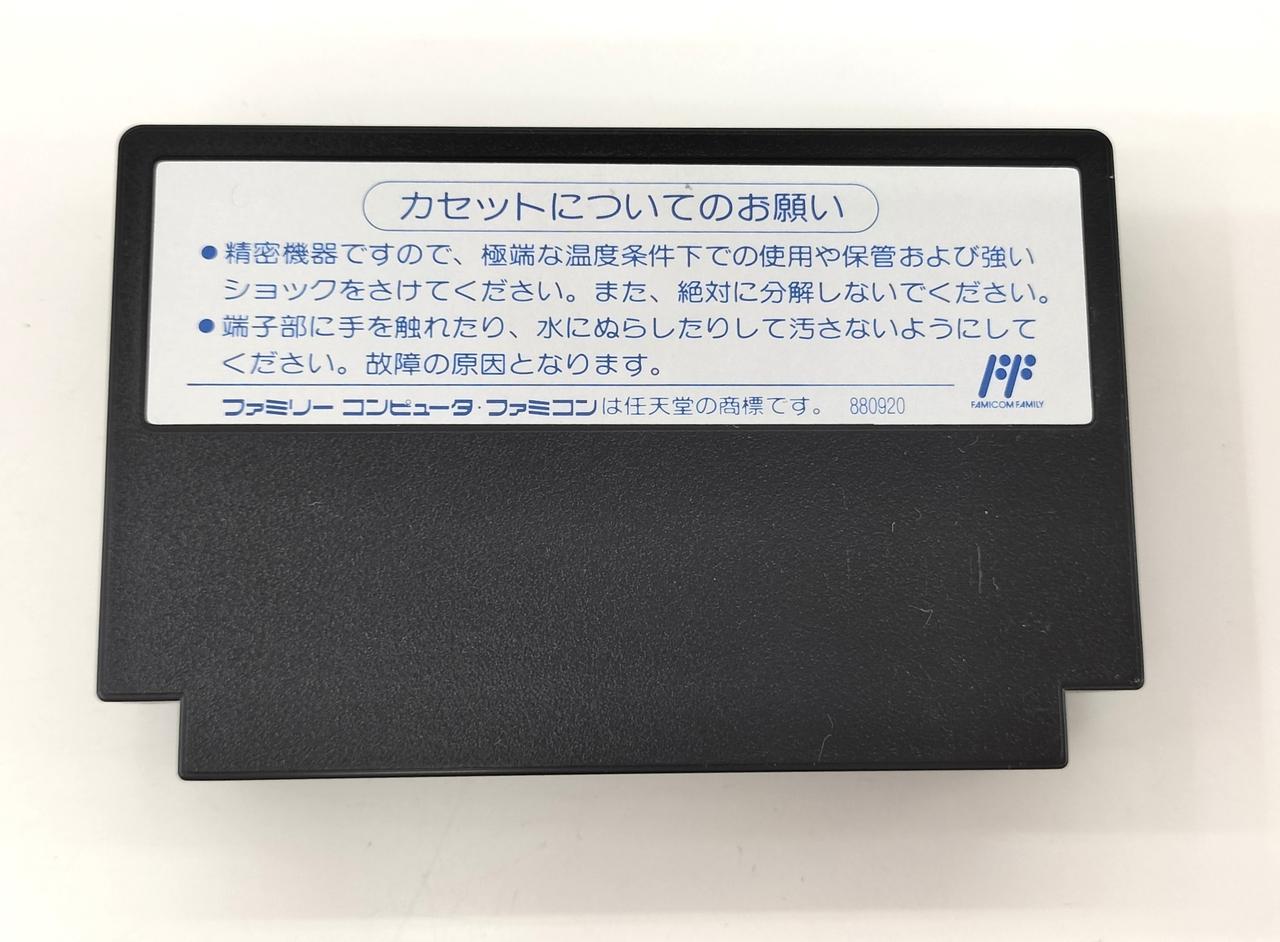 カセットについてのお願い
●精密機器ですので、極端な温度条件下での使用や保管および強い
ショックをさけてください。また、絶対に分解しないでください。
●端子部に手を触れたり、水にぬらしたりして汚さないようにして
ください。故障の原因となります。
ファミリー コンピュータ・ファミコンは任天堂の商標です。 880920
FAMICOM FAMILY